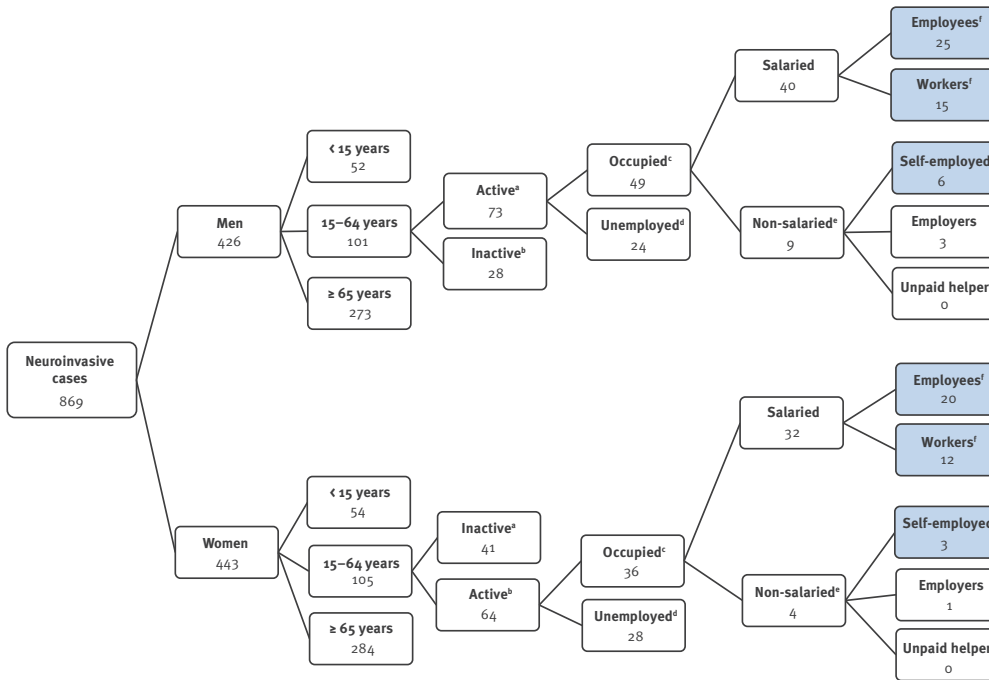 Neuroinvasive
cases
869
Men
426
< 15 years
52
15–64 years
101
≥ 65 years
273
Activeᵃ
73
Inactiveᵇ
28
Occupiedᶜ
49
Unemployedᵈ
24
Salaried
40
Non-salariedᵉ
9
Employeesᶠ
25
Workersᶠ
15
Self-employed
6
Employers
3
Unpaid helper
0
Women
443
< 15 years
54
15–64 years
105
≥ 65 years
284
Inactiveᵃ
41
Activeᵇ
64
Occupiedᶜ
36
Unemployedᵈ
28
Salaried
32
Non-salariedᵉ
4
Employeesᶠ
20
Workersᶠ
12
Self-employed
3
Employers
1
Unpaid helper
0